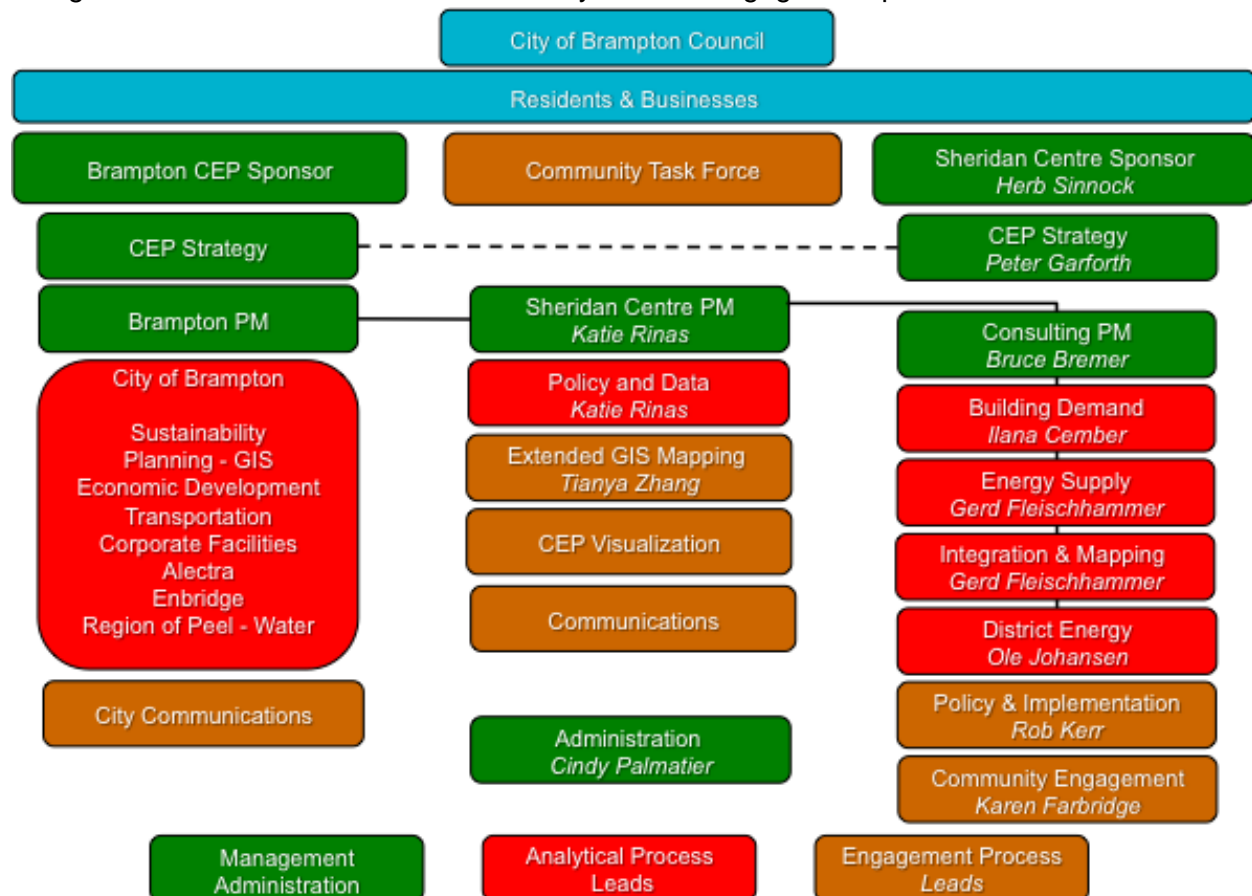 City of Brampton Council
Residents & Businesses
Brampton CEP Sponsor
Community Task Force
Sheridan Centre Sponsor
Herb Sinnock
CEP Strategy
CEP Strategy
Peter Garforth
Brampton PM
Sheridan Centre PM
Katie Rinas
Consulting PM
Bruce Bremer
City of Brampton
Sustainability
Planning - GIS
Economic Development
Transportation
Corporate Facilities
Alectra
Enbridge
Region of Peel - Water
City Communications
Policy and Data
Katie Rinas
Extended GIS Mapping
Tianya Zhang
CEP Visualization
Communications
Administration
Cindy Palmatier
Building Demand
Ilana Cember
Energy Supply
Gerd Fleischhammer
Integration & Mapping
Gerd Fleischhammer
District Energy
Ole Johansen
Policy & Implementation
Rob Kerr
Community Engagement
Karen Farbridge
Management
Administration
Analytical Process
Leads
Engagement Process
Leads